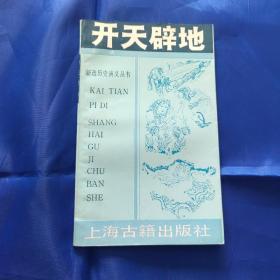 开天辟地
新选历史演义丛书
KAI TIAN
PI DI
SHANG
HAI
GU
JI
CHU
BAN
SHE
上海古籍出版社